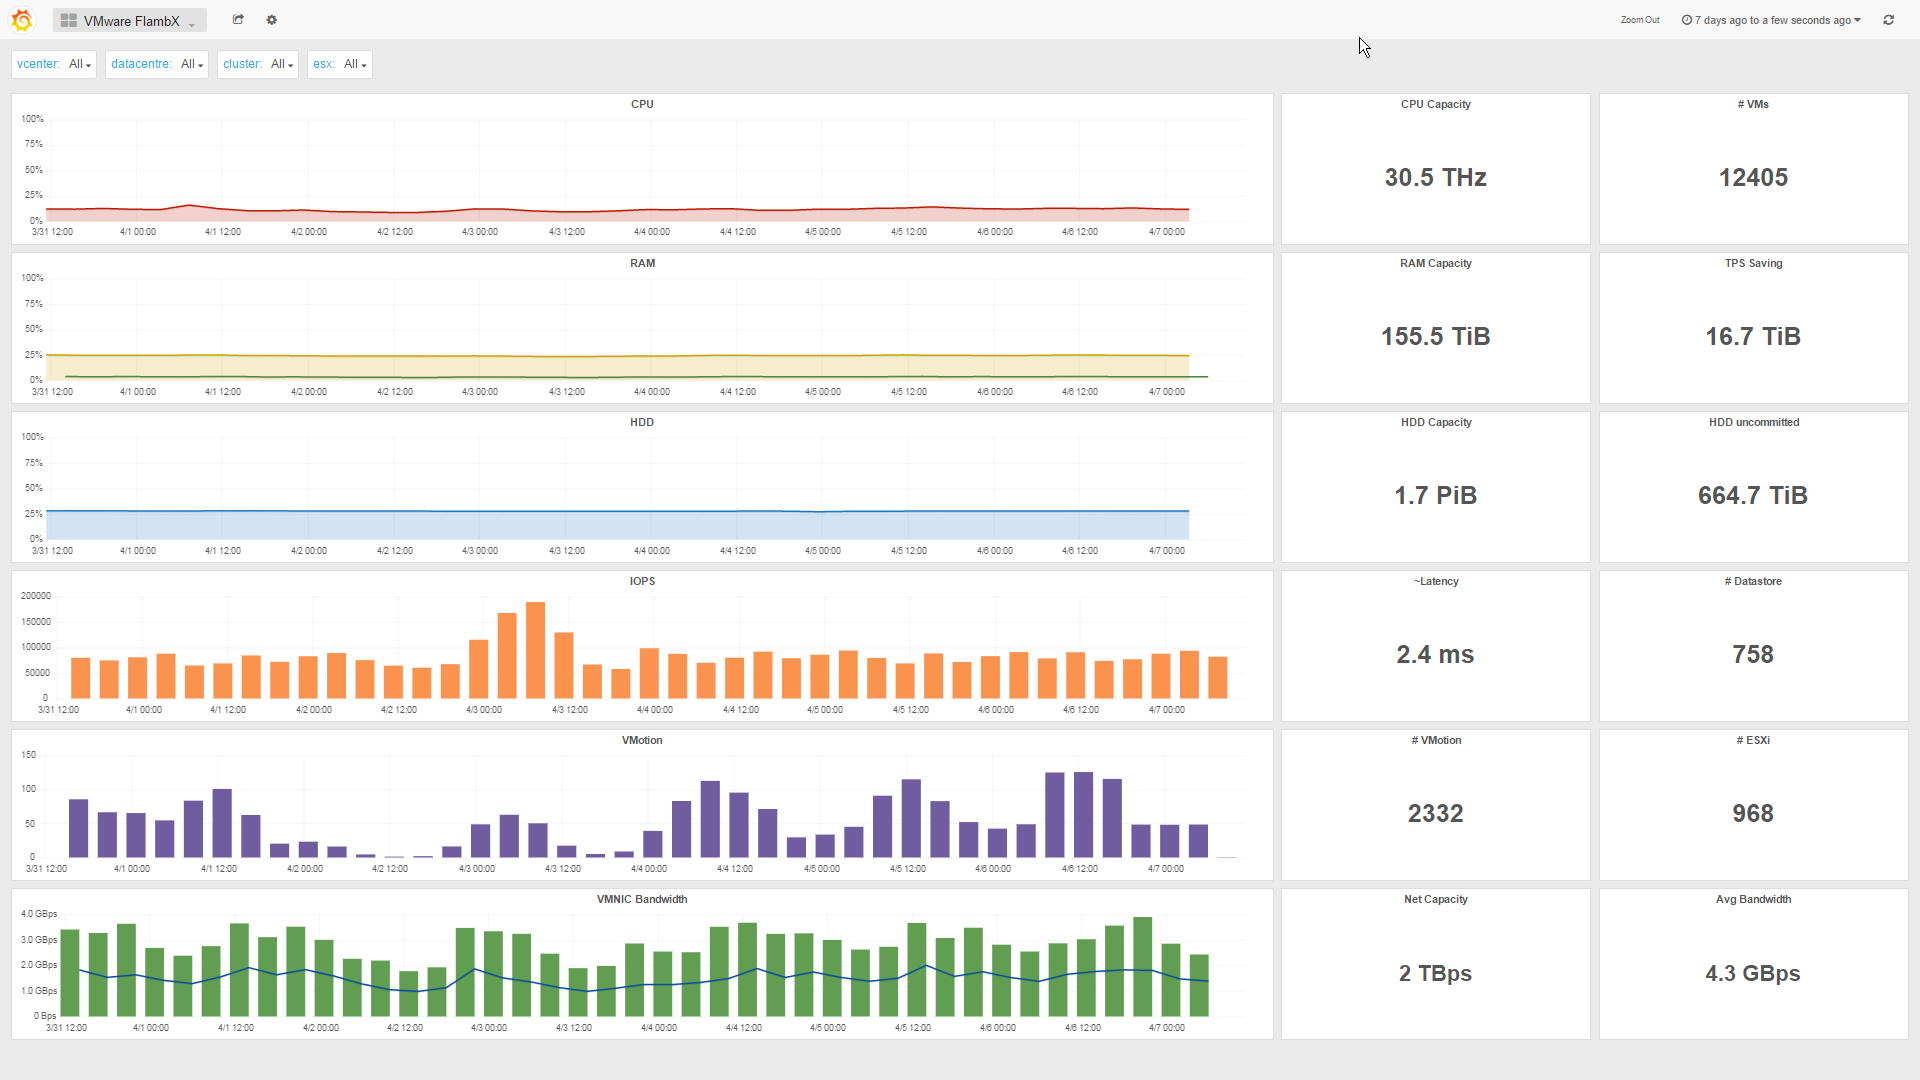 VMware FlambX
Zoom Out
7 days ago to a few seconds ago
vcenter: All
datacentre: All
cluster: All
esx: All
CPU
100%
75%
50%
25%
0%
3/31 12:00 4/1 00:00 4/1 12:00 4/2 00:00 4/2 12:00 4/3 00:00 4/3 12:00 4/4 00:00 4/4 12:00 4/5 00:00 4/5 12:00 4/6 00:00 4/6 12:00 4/7 00:00
CPU Capacity
30.5 THz
# VMs
12405
RAM
100%
75%
50%
25%
0%
3/31 12:00 4/1 00:00 4/1 12:00 4/2 00:00 4/2 12:00 4/3 00:00 4/3 12:00 4/4 00:00 4/4 12:00 4/5 00:00 4/5 12:00 4/6 00:00 4/6 12:00 4/7 00:00
RAM Capacity
155.5 TiB
TPS Saving
16.7 TiB
HDD
100%
75%
50%
25%
0%
3/31 12:00 4/1 00:00 4/1 12:00 4/2 00:00 4/2 12:00 4/3 00:00 4/3 12:00 4/4 00:00 4/4 12:00 4/5 00:00 4/5 12:00 4/6 00:00 4/6 12:00 4/7 00:00
HDD Capacity
1.7 PiB
HDD uncommitted
664.7 TiB
IOPS
200000
150000
100000
50000
0
3/31 12:00 4/1 00:00 4/1 12:00 4/2 00:00 4/2 12:00 4/3 00:00 4/3 12:00 4/4 00:00 4/4 12:00 4/5 00:00 4/5 12:00 4/6 00:00 4/6 12:00 4/7 00:00
~Latency
2.4 ms
# Datastore
758
VMotion
150
100
50
0
3/31 12:00 4/1 00:00 4/1 12:00 4/2 00:00 4/2 12:00 4/3 00:00 4/3 12:00 4/4 00:00 4/4 12:00 4/5 00:00 4/5 12:00 4/6 00:00 4/6 12:00 4/7 00:00
# VMotion
2332
# ESXi
968
VMNIC Bandwidth
4.0 GBps
3.0 GBps
2.0 GBps
1.0 GBps
0 Bps
3/31 12:00 4/1 00:00 4/1 12:00 4/2 00:00 4/2 12:00 4/3 00:00 4/3 12:00 4/4 00:00 4/4 12:00 4/5 00:00 4/5 12:00 4/6 00:00 4/6 12:00 4/7 00:00
Net Capacity
2 TBps
Avg Bandwidth
4.3 GBps